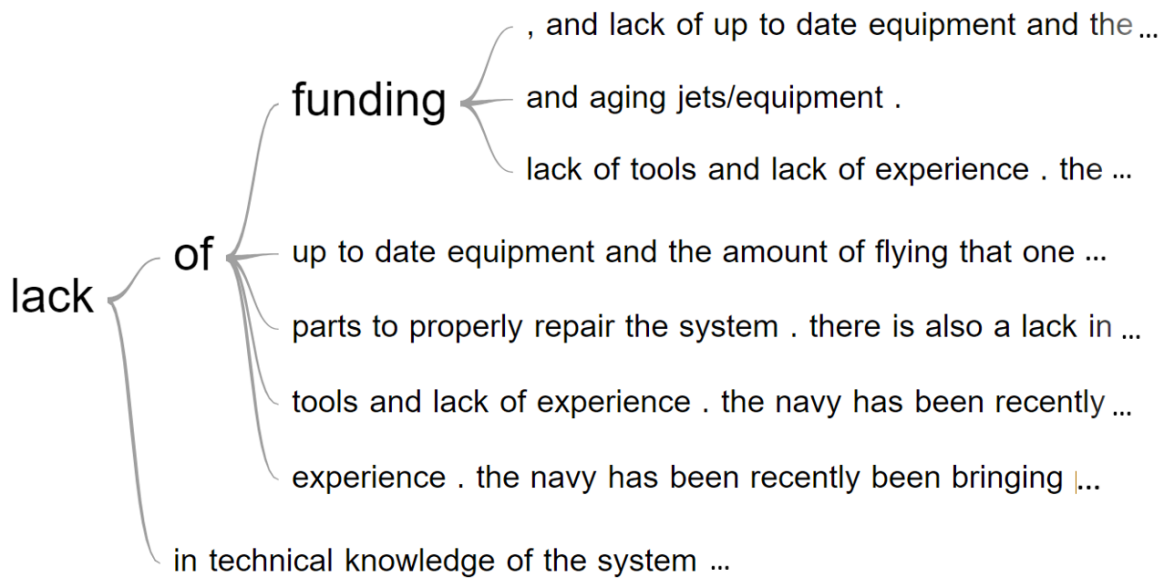 , and lack of up to date equipment and the ...
funding
and aging jets/equipment .
lack of tools and lack of experience . the ...
of
up to date equipment and the amount of flying that one ...
lack
parts to properly repair the system . there is also a lack in ...
tools and lack of experience . the navy has been recently ...
experience . the navy has been recently been bringing ...
in technical knowledge of the system ...